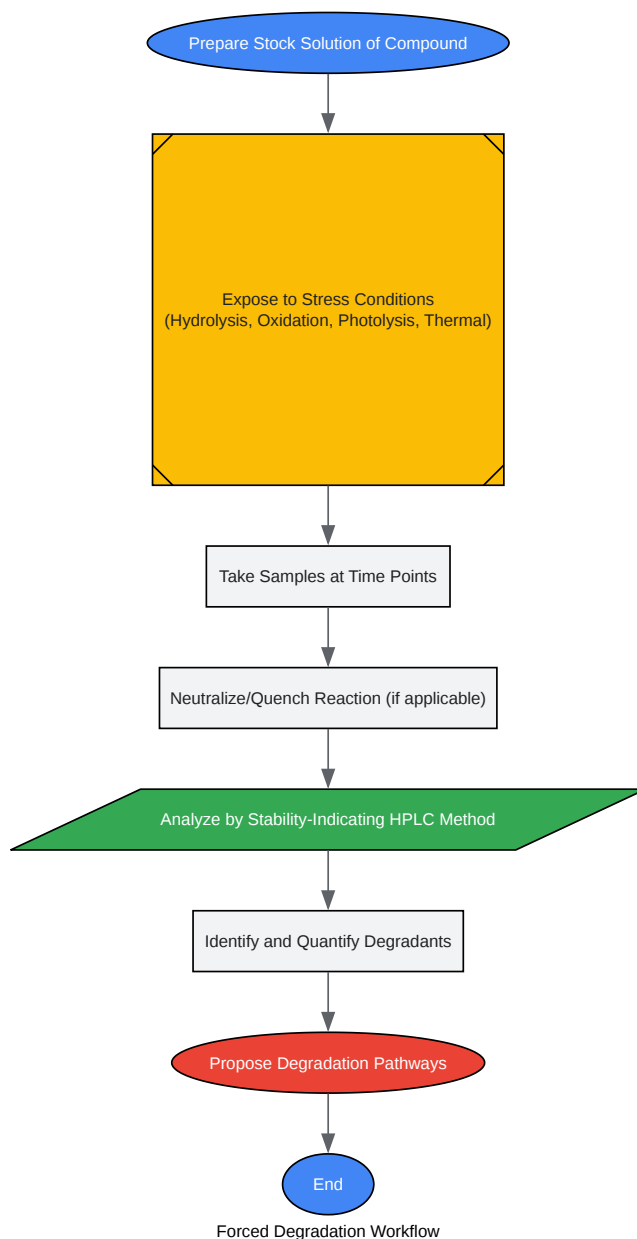 Prepare Stock Solution of Compound
Expose to Stress Conditions
(Hydrolysis, Oxidation, Photolysis, Thermal)
Take Samples at Time Points
Neutralize/Quench Reaction (if applicable)
Analyze by Stability-Indicating HPLC Method
Identify and Quantify Degradants
Propose Degradation Pathways
End
Forced Degradation Workflow